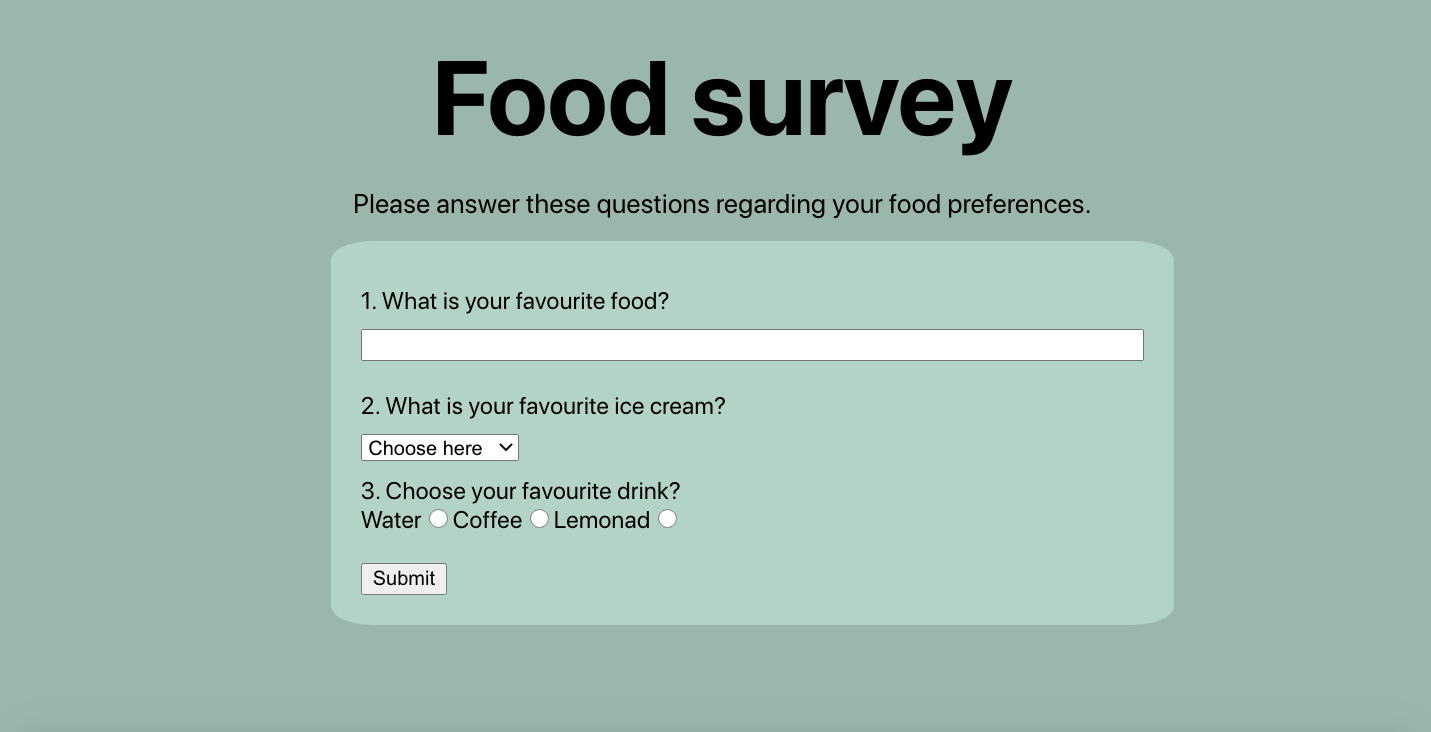 Food survey
Please answer these questions regarding your food preferences.
1. What is your favourite food?
2. What is your favourite ice cream?
Choose here
3. Choose your favourite drink?
Water Coffee Lemonad
Submit